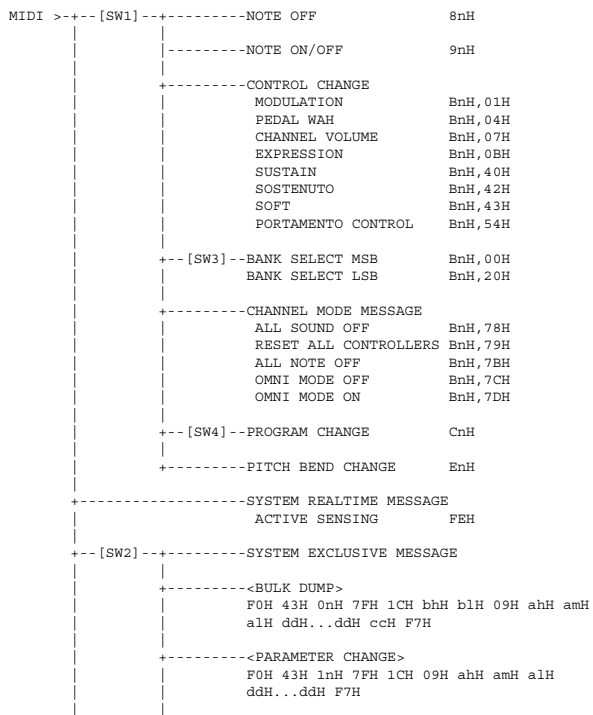 MIDI >-+--[SW1]--+---------NOTE OFF 8nH
|---------NOTE ON/OFF 9nH
+---------CONTROL CHANGE
MODULATION BnH,01H
PEDAL WAH BnH,04H
CHANNEL VOLUME BnH,07H
EXPRESSION BnH,0BH
SUSTAIN BnH,40H
SOSTENUTO BnH,42H
SOFT BnH,43H
PORTAMENTO CONTROL BnH,54H
+--[SW3]--BANK SELECT MSB BnH,00H
BANK SELECT LSB BnH,20H
+---------CHANNEL MODE MESSAGE
ALL SOUND OFF BnH,78H
RESET ALL CONTROLLERS BnH,79H
ALL NOTE OFF BnH,7BH
OMNI MODE OFF BnH,7CH
OMNI MODE ON BnH,7DH
+--[SW4]--PROGRAM CHANGE CnH
+---------PITCH BEND CHANGE EnH
+-------------------SYSTEM REALTIME MESSAGE
ACTIVE SENSING FEH
+--[SW2]--+---------SYSTEM EXCLUSIVE MESSAGE
+---------<BULK DUMP>
F0H 43H 0nH 7FH 1CH bhH blH 09H ahH amH
alH ddH...ddH ccH F7H
+---------<PARAMETER CHANGE>
F0H 43H 1nH 7FH 1CH 09H ahH amH alH
ddH...ddH F7H